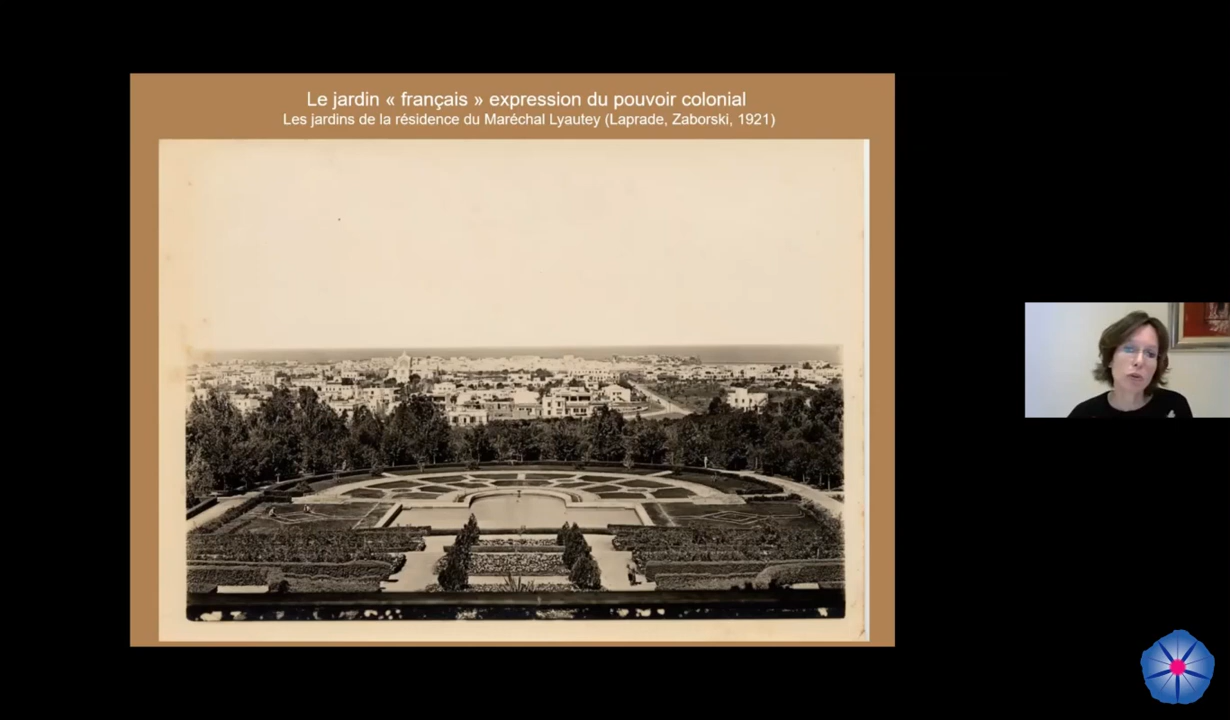 Le jardin « français » expression du pouvoir colonial
Les jardins de la résidence du Maréchal Lyautey (Laprade, Zaborski, 1921)